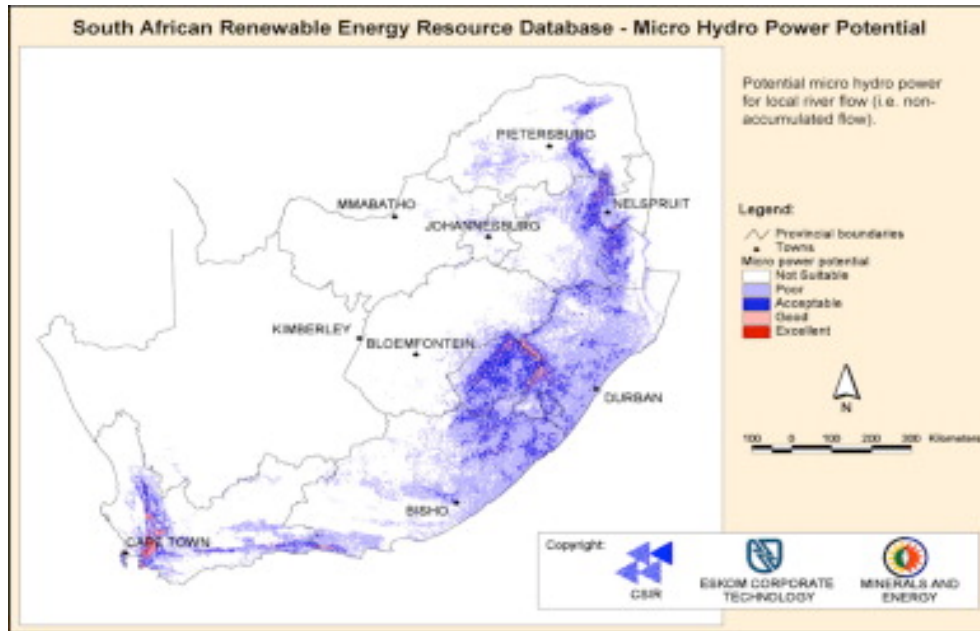 South African Renewable Energy Resource Database - Micro Hydro Power Potential
Potential micro hydro power
for local river flow (i.e. non-
accumulated flow).
PIETERSBURG
NELSPRUIT
MMABATHO
JOHANNESBURG
KIMBERLEY
BLOEMFONTEIN
DURBAN
BISHO
CAPE TOWN
Legend:
Provincial boundaries
Towns
Micro power potential
Not Suitable
Poor
Acceptable
Good
Excellent
N
100 0 100 200 300 Kilometers
Copyright:
CSIR
ESKOM CORPORATE
TECHNOLOGY
MINERALS AND
ENERGY